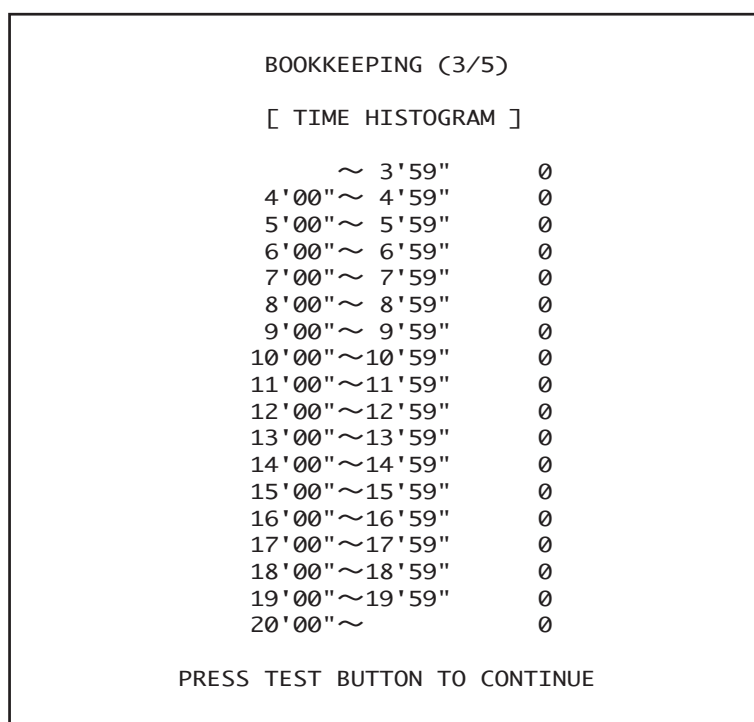 BOOKKEEPING (3/5)
[ TIME HISTOGRAM ]
～ 3'59" 0
4'00"～ 4'59" 0
5'00"～ 5'59" 0
6'00"～ 6'59" 0
7'00"～ 7'59" 0
8'00"～ 8'59" 0
9'00"～ 9'59" 0
10'00"～10'59" 0
11'00"～11'59" 0
12'00"～12'59" 0
13'00"～13'59" 0
14'00"～14'59" 0
15'00"～15'59" 0
16'00"～16'59" 0
17'00"～17'59" 0
18'00"～18'59" 0
19'00"～19'59" 0
20'00"～ 0
PRESS TEST BUTTON TO CONTINUE